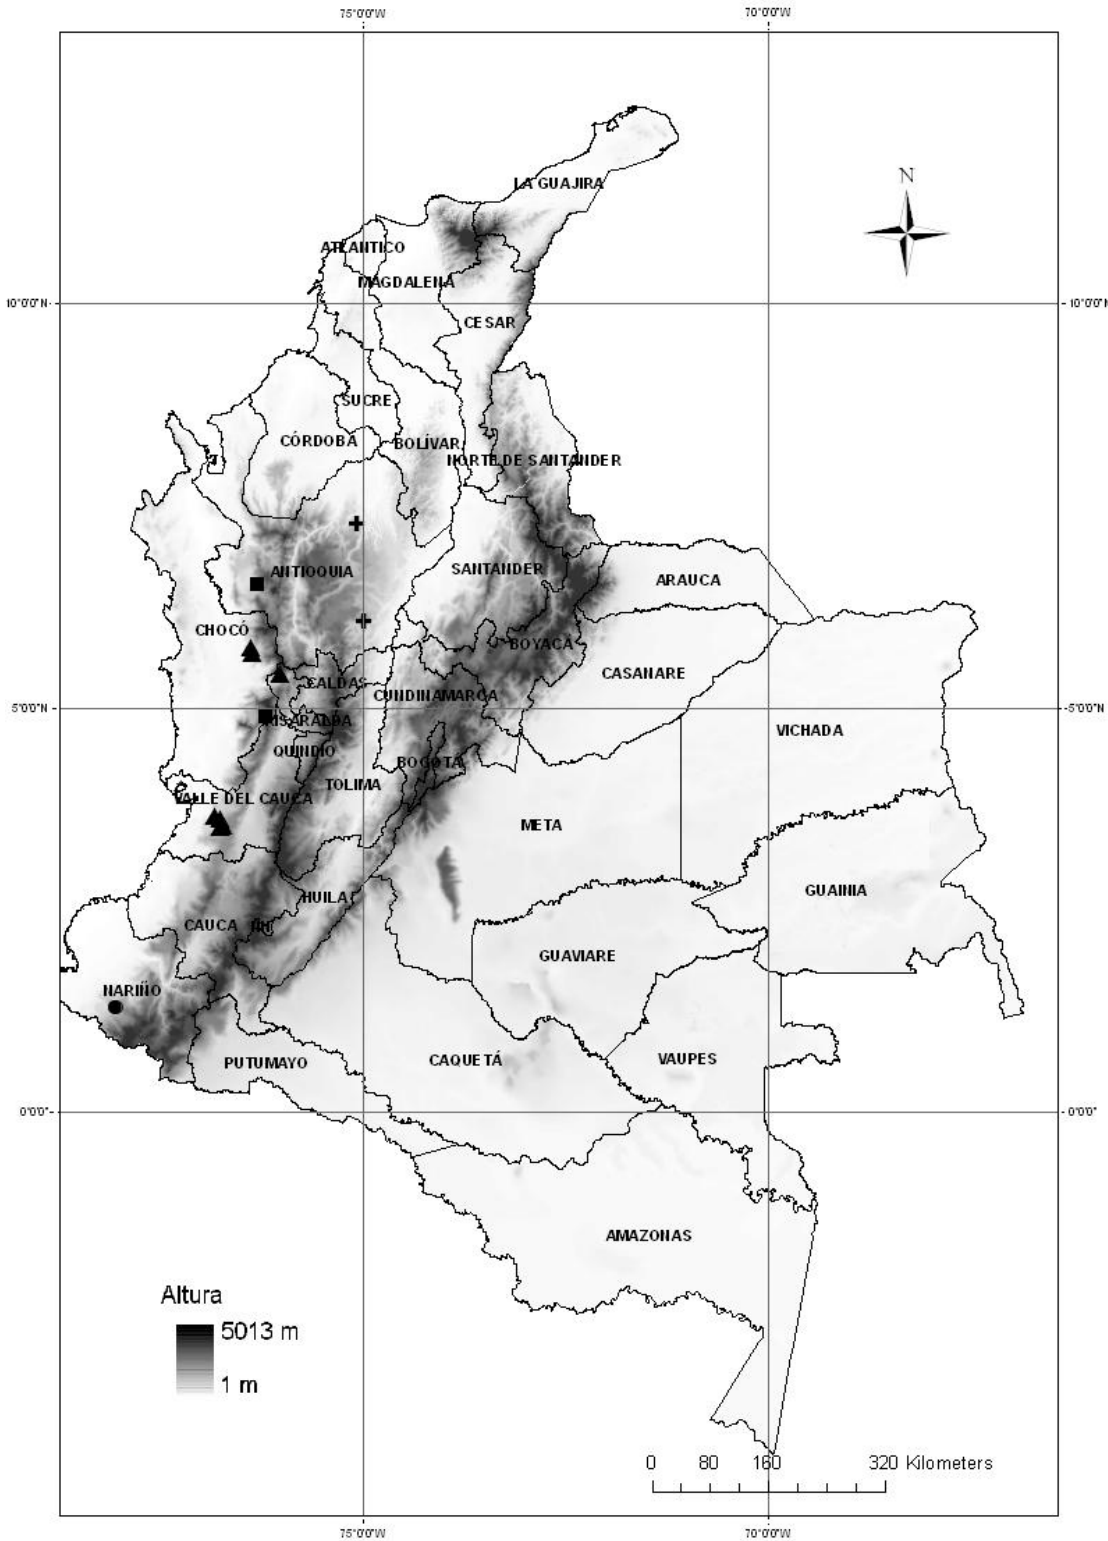 75°0'0"W 70°0'0"W
N
LA GUAJIRA
ATLANTICO
MAGDALENA
10°0'0"N 10°0'0"N
CESAR
SUCRE
CÓRDOBA
BOLÍVAR
NORTE DE SANTANDER
ANTIOQUIA
SANTANDER
ARAUCA
CHOCÓ
BOYACÁ
CASANARE
CALDAS
CUNDINAMARCA
5°0'0"N 5°0'0"N
RISARALDA
VICHADA
QUINDIO
BOGOTÁ
TOLIMA
VALLE DEL CAUCA
META
GUAINIA
HUILA
CAUCA
GUAVIARE
NARIÑO
VAUPES
CAQUETÁ
PUTUMAYO
0°0'0" 0°0'0"
AMAZONAS
Altura
5013 m
1 m
0 80 160 320 Kilometers
75°0'0"W 70°0'0"W